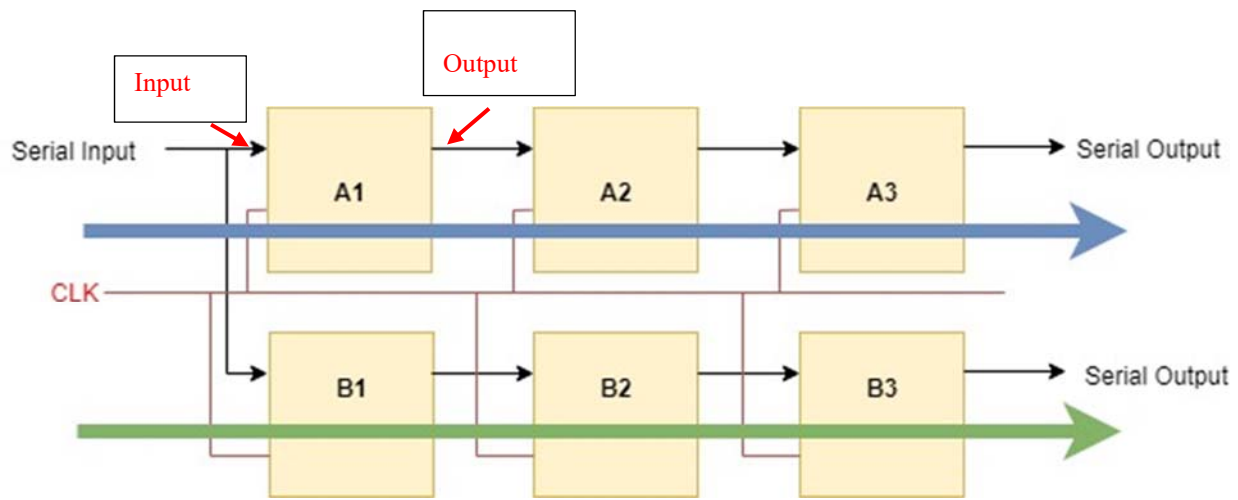 Input
Output
Serial Input
A1
A2
A3
Serial Output
CLK
B1
B2
B3
Serial Output